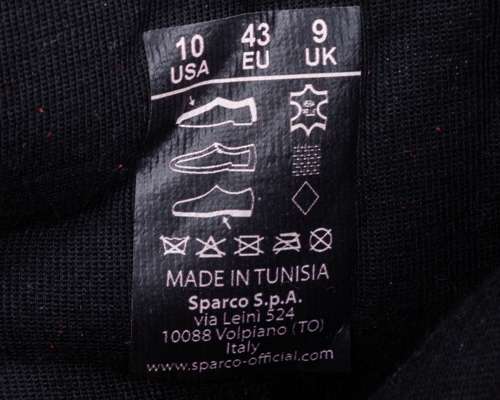 10 43 9
USA EU UK
MADE IN TUNISIA
Sparco S.p.A.
via Leinì 524
10088 Volpiano (TO)
Italy
www.sparco-official.com